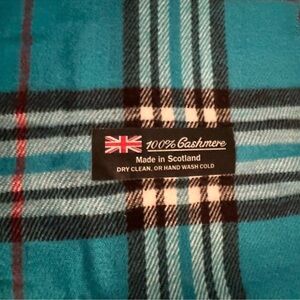 100% Cashmere
Made in Scotland
DRY CLEAN, OR HAND WASH COLD